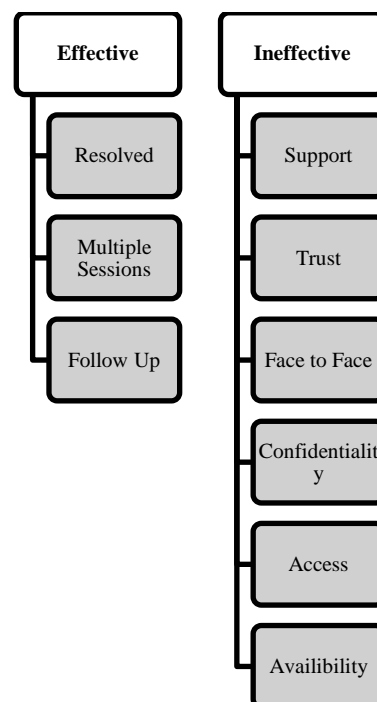 Effective
Resolved
Multiple
Sessions
Follow Up
Ineffective
Support
Trust
Face to Face
Confidentialit
y
Access
Availibility